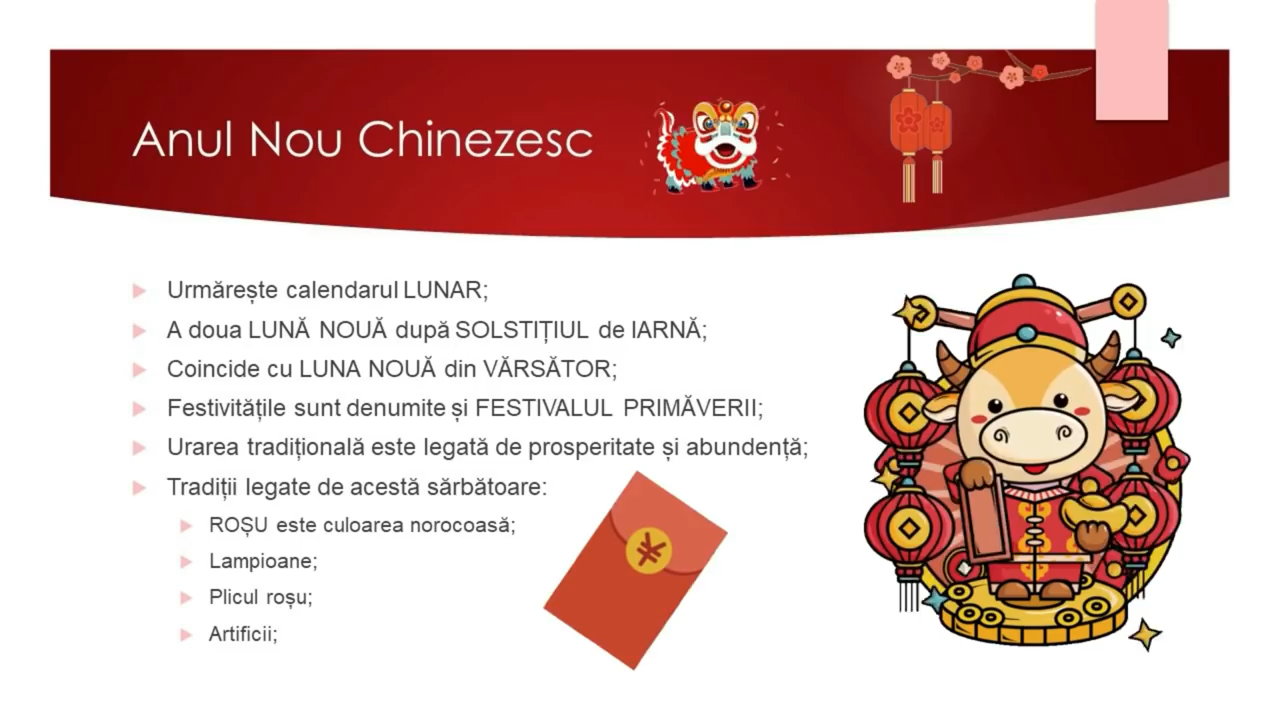 Anul Nou Chinezesc
Urmărește calendarul LUNAR;
A doua LUNĂ NOUĂ după SOLSTIȚIUL de IARNĂ;
Coincide cu LUNA NOUĂ din VĂRSĂTOR;
Festivitățile sunt denumite și FESTIVALUL PRIMĂVERII;
Urarea tradițională este legată de prosperitate și abundență;
Tradiții legate de acestă sărbătoare:
ROȘU este culoarea norocoasă;
Lampioane;
Plicul roșu;
Artificii;
¥